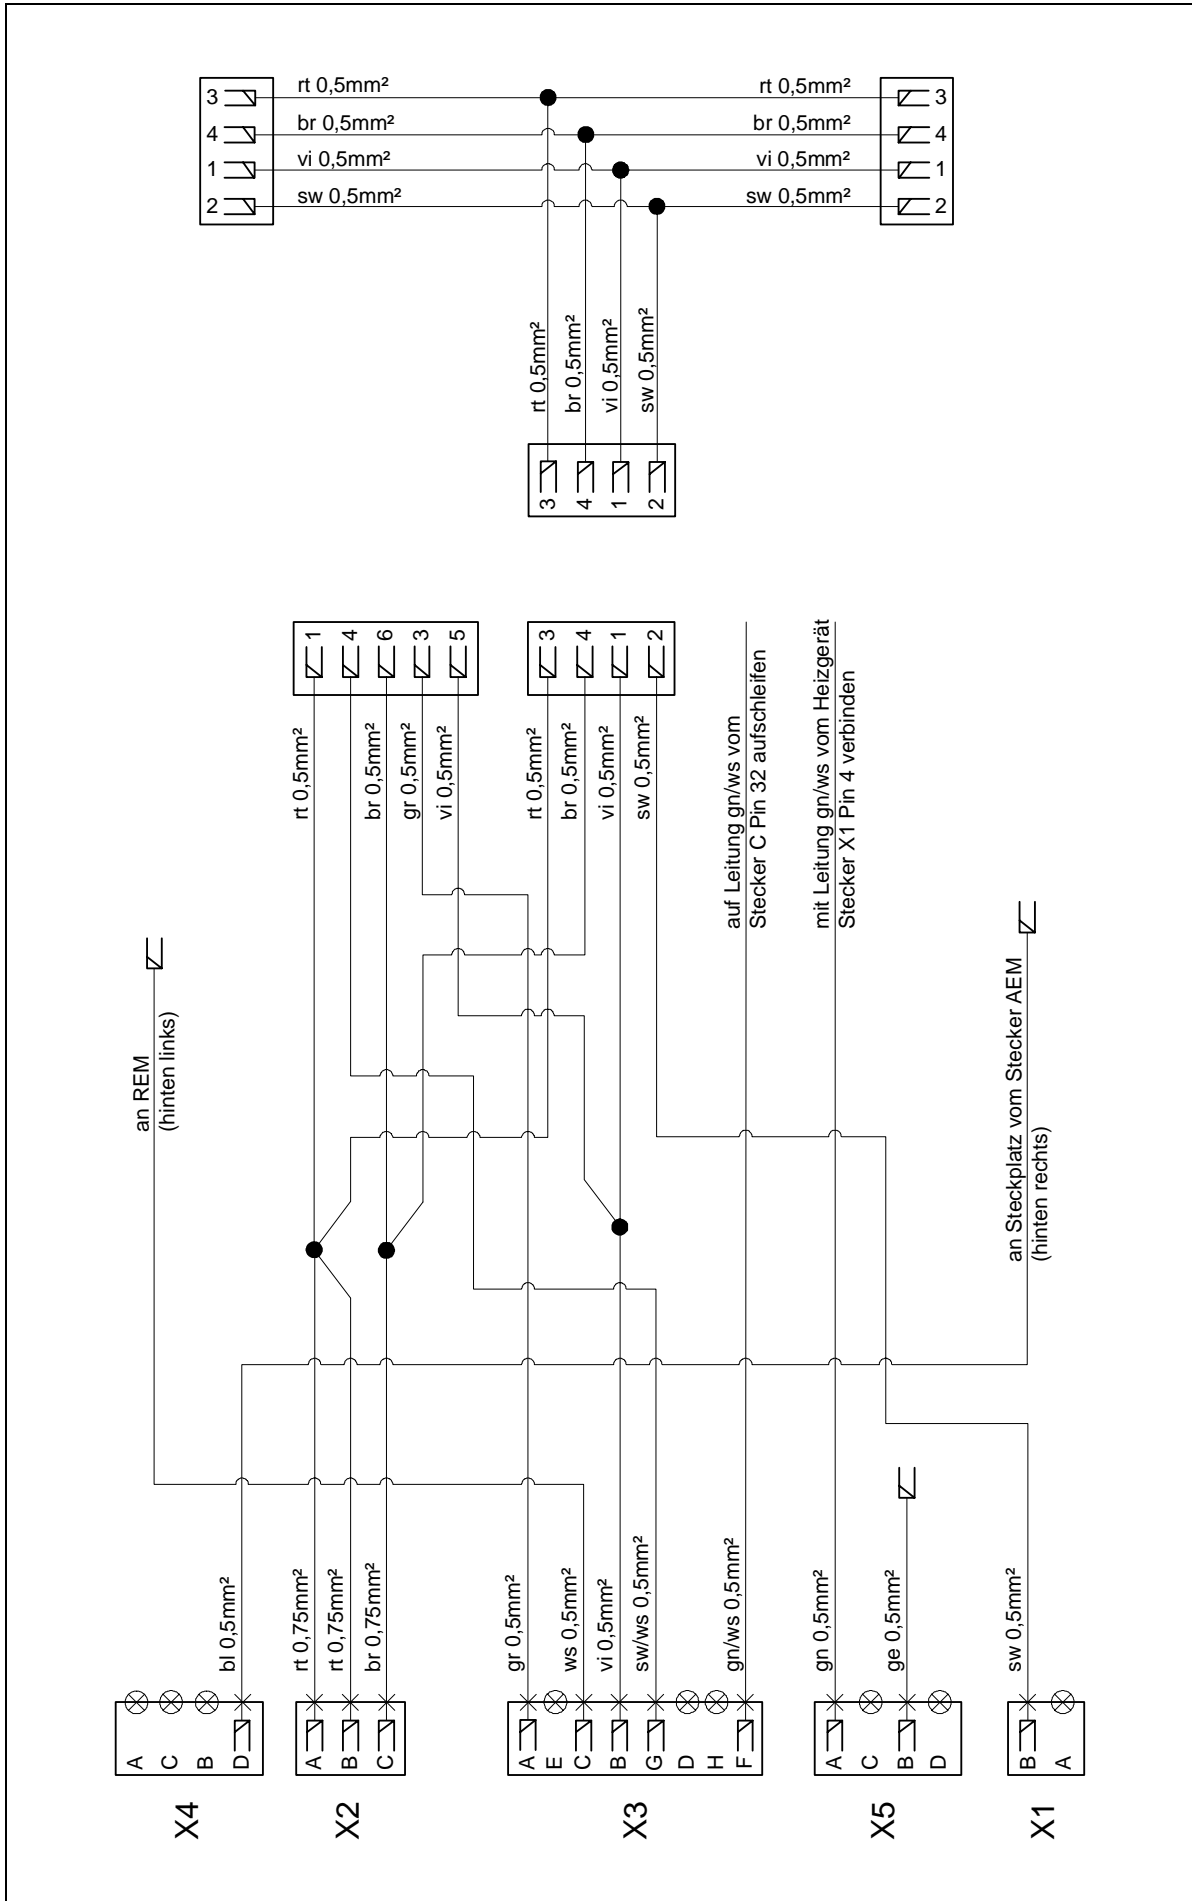 3
rt 0,5mm²
rt 0,5mm²
3
4
br 0,5mm²
br 0,5mm²
4
1
vi 0,5mm²
vi 0,5mm²
1
2
sw 0,5mm²
sw 0,5mm²
2
rt 0,5mm²
br 0,5mm²
vi 0,5mm²
sw 0,5mm²
3
4
1
2
1
4
6
3
5
3
4
1
2
rt 0,5mm²
br 0,5mm²
gr 0,5mm²
vi 0,5mm²
rt 0,5mm²
br 0,5mm²
vi 0,5mm²
sw 0,5mm²
auf Leitung gn/ws vom
Stecker C Pin 32 aufschleifen
mit Leitung gn/ws vom Heizgerät
Stecker X1 Pin 4 verbinden
an REM
(hinten links)
an Steckplatz vom Stecker AEM
(hinten rechts)
bl 0,5mm²
rt 0,75mm²
rt 0,75mm²
br 0,75mm²
gr 0,5mm²
ws 0,5mm²
vi 0,5mm²
sw/ws 0,5mm²
gn/ws 0,5mm²
gn 0,5mm²
ge 0,5mm²
sw 0,5mm²
A
C
B
D
A
B
C
A
E
C
B
G
D
H
F
A
C
B
D
B
A
X4
X2
X3
X5
X1